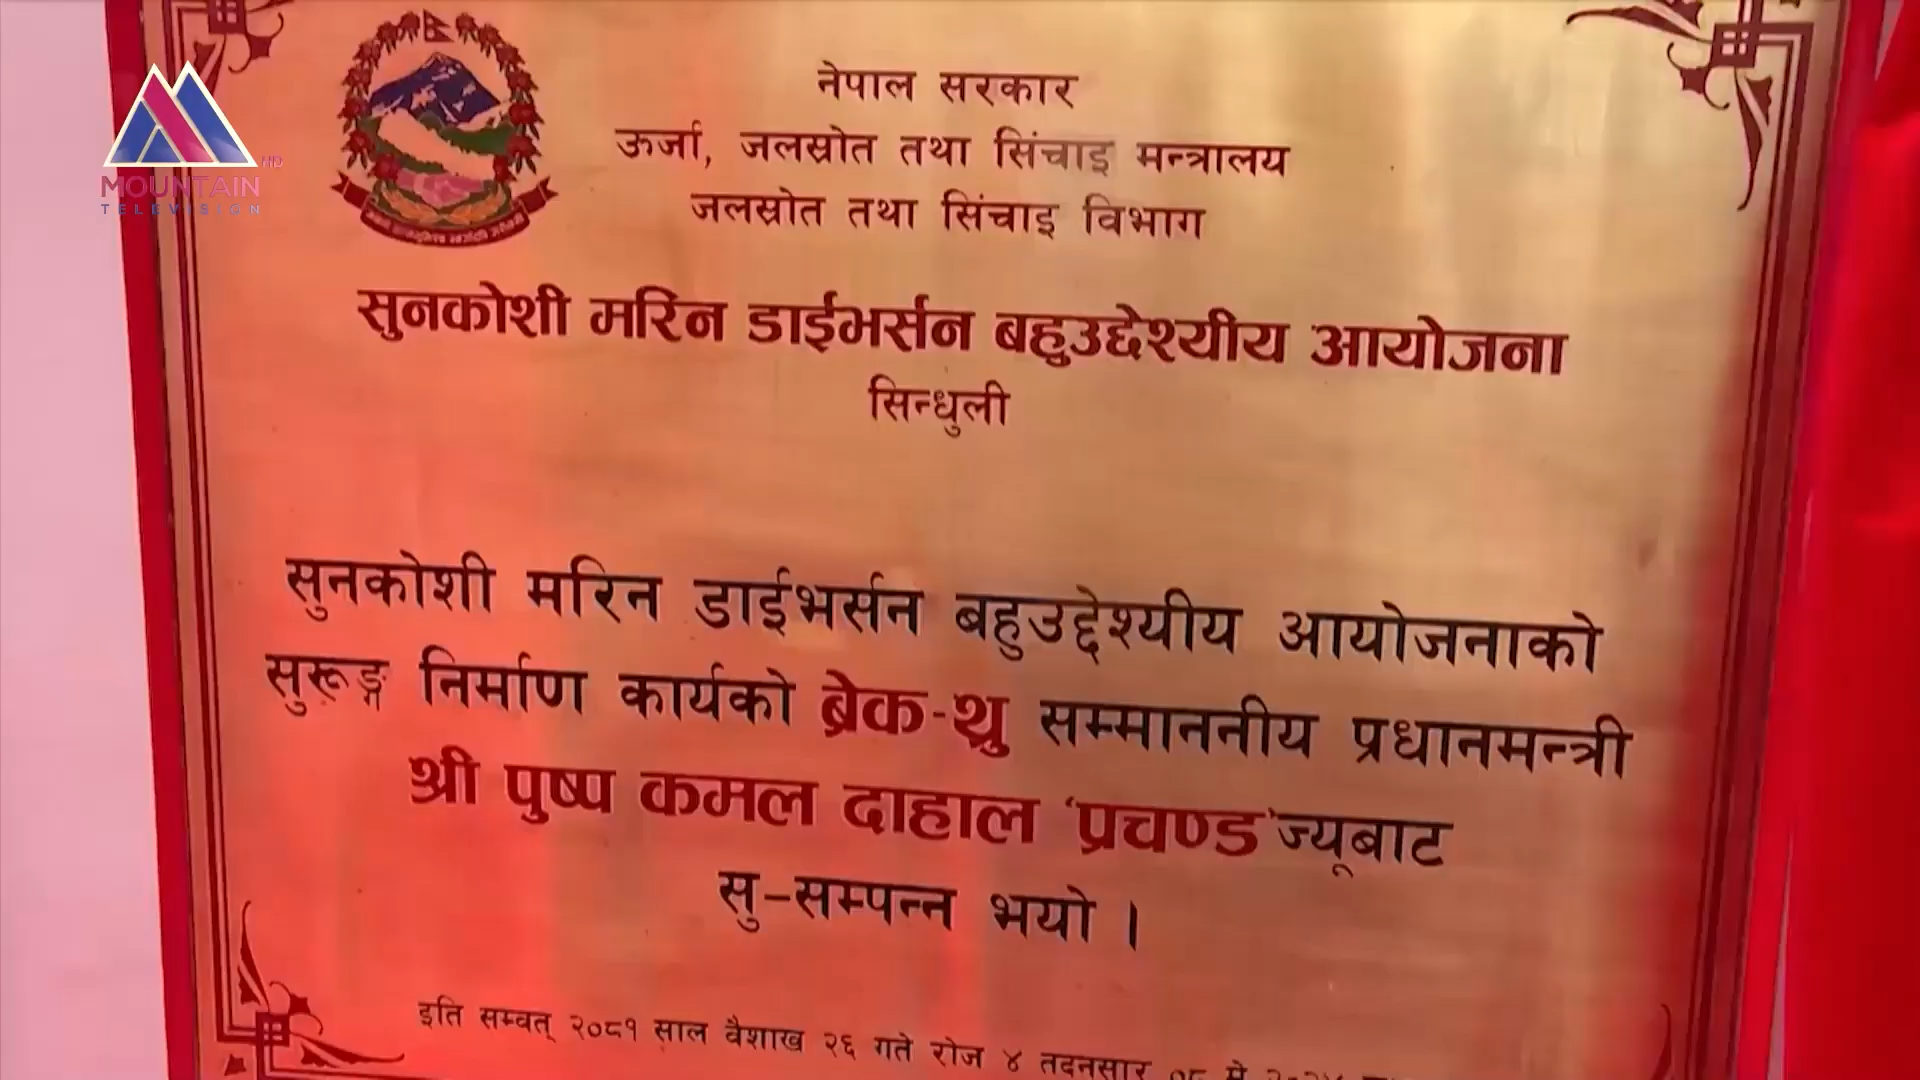 नेपाल सरकार
ऊर्जा, जलस्रोत तथा सिंचाइ मन्त्रालय
जलस्रोत तथा सिंचाइ विभाग
सुनकोशी मरिन डाईभर्सन बहुउद्देश्यीय आयोजना
सिन्धुली
सुनकोशी मरिन डाईभर्सन बहुउद्देश्यीय आयोजनाको
सुरूङ्ग निर्माण कार्यको ब्रेक-थ्रु सम्माननीय प्रधानमन्त्री
श्री पुष्प कमल दाहाल 'प्रचण्ड'ज्यूबाट
सु-सम्पन्न भयो ।
इति सम्वत् २०८१ साल वैशाख २६ गते रोज ४ तदनसार
MOUNTAIN HD
TELEVISION